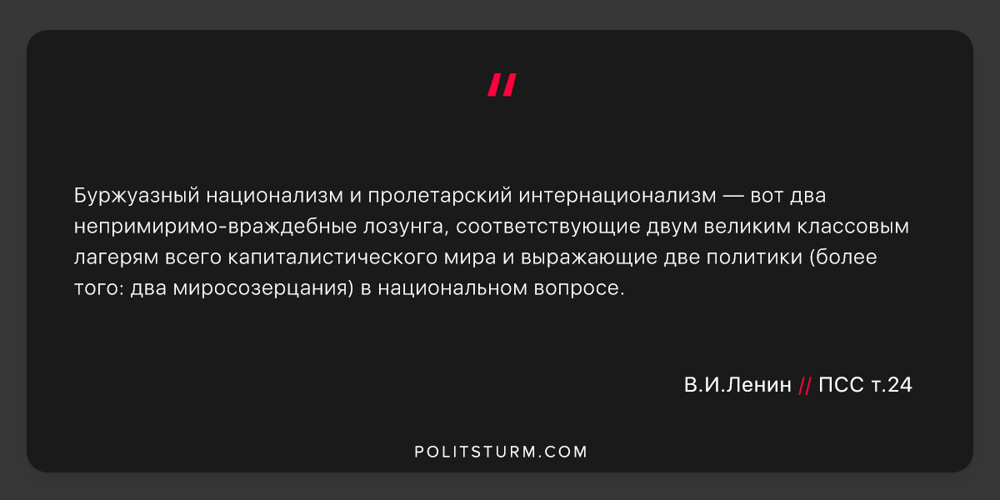 "
Буржуазный национализм и пролетарский интернационализм — вот два
непримиримо-враждебные лозунга, соответствующие двум великим классовым
лагерям всего капиталистического мира и выражающие две политики (более
того: два миросозерцания) в национальном вопросе.
В.И.Ленин // ПСС т.24
POLITSTURM.COM